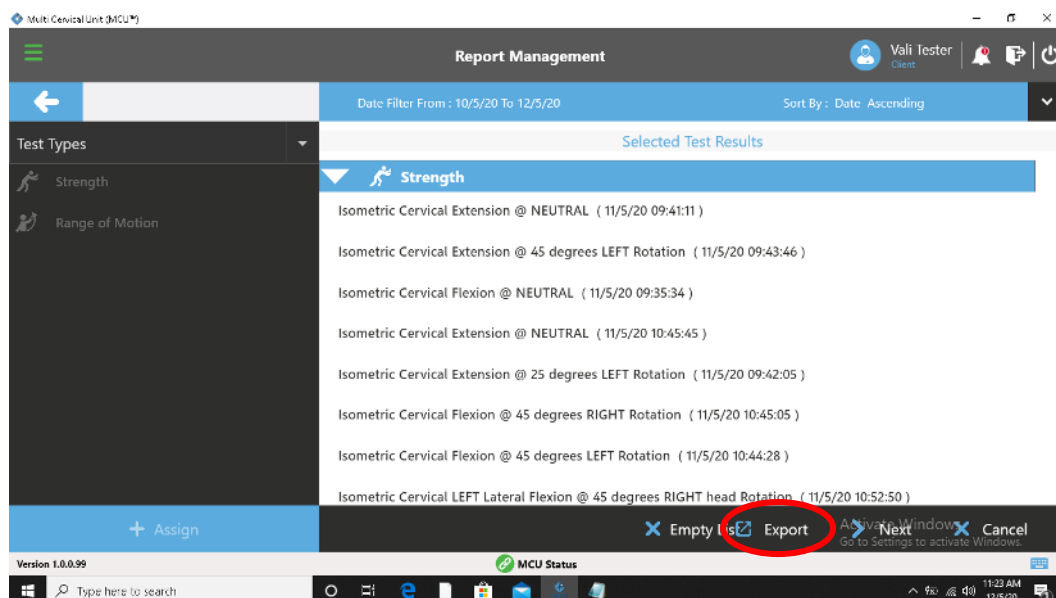 Multi Cervical Unit (MCU™)
Report Management
Vali Tester
Client
Date Filter From : 10/5/20 To 12/5/20
Sort By : Date Ascending
Test Types
Selected Test Results
Strength
Strength
Range of Motion
Isometric Cervical Extension @ NEUTRAL ( 11/5/20 09:41:11 )
Isometric Cervical Extension @ 45 degrees LEFT Rotation ( 11/5/20 09:43:46 )
Isometric Cervical Flexion @ NEUTRAL ( 11/5/20 09:35:34 )
Isometric Cervical Extension @ NEUTRAL ( 11/5/20 10:45:45 )
Isometric Cervical Extension @ 25 degrees LEFT Rotation ( 11/5/20 09:42:05 )
Isometric Cervical Flexion @ 45 degrees RIGHT Rotation ( 11/5/20 10:45:05 )
Isometric Cervical Flexion @ 45 degrees LEFT Rotation ( 11/5/20 10:44:28 )
Isometric Cervical LEFT Lateral Flexion @ 45 degrees RIGHT head Rotation ( 11/5/20 10:52:50 )
+ Assign
Empty List
Export
Next
Cancel
Activate Windows
Go to Settings to activate Windows.
Version 1.0.0.99
MCU Status
Type here to search
11:23 AM
12/5/20